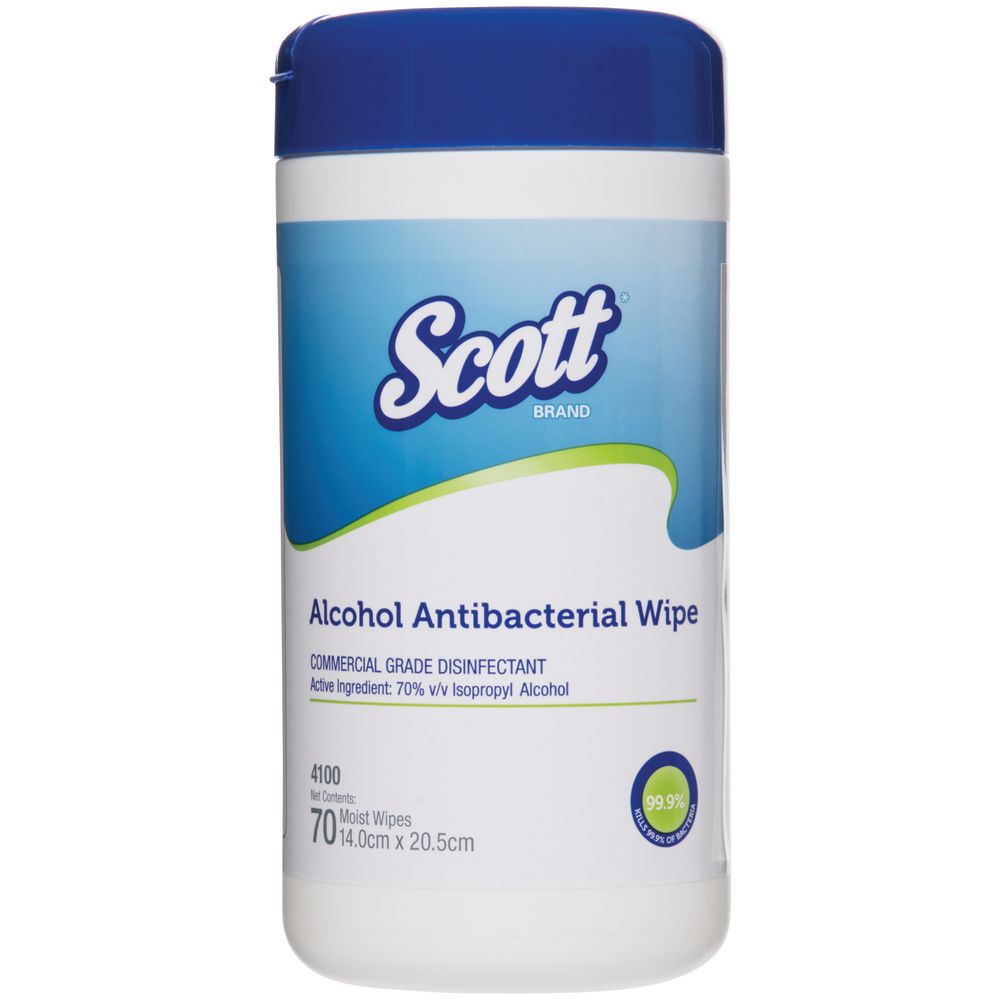 Scott*
BRAND
Alcohol Antibacterial Wipe
COMMERCIAL GRADE DISINFECTANT
Active Ingredient: 70% v/v Isopropyl Alcohol
4100
Net Contents:
70 Moist Wipes
14.0cm x 20.5cm
99.9%
KILLS 99.9% OF BACTERIA